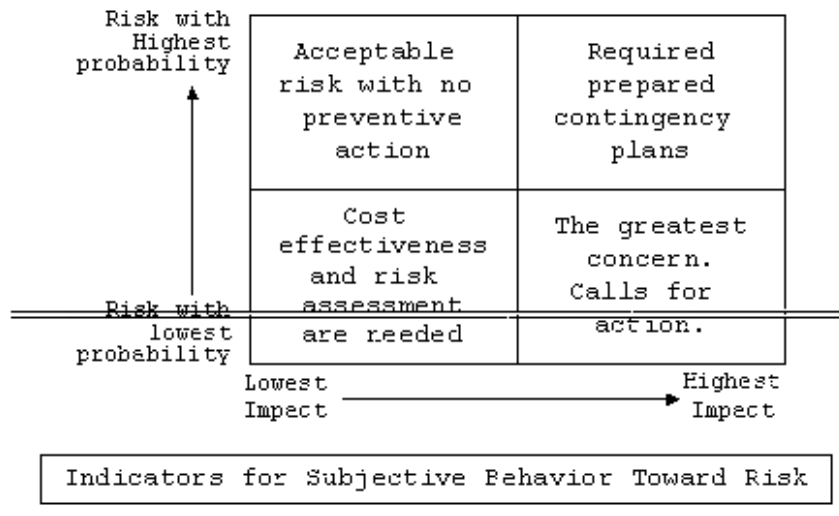 Risk with
Highest
probability
Acceptable
risk with no
preventive
action
Required
prepared
contingency
plans
Cost
effectiveness
and risk
assessment
are needed
The greatest
concern.
Calls for
action.
Risk with
lowest
probability
Lowest
Impact
Highest
Impact
Indicators for Subjective Pehavior Toward Risk